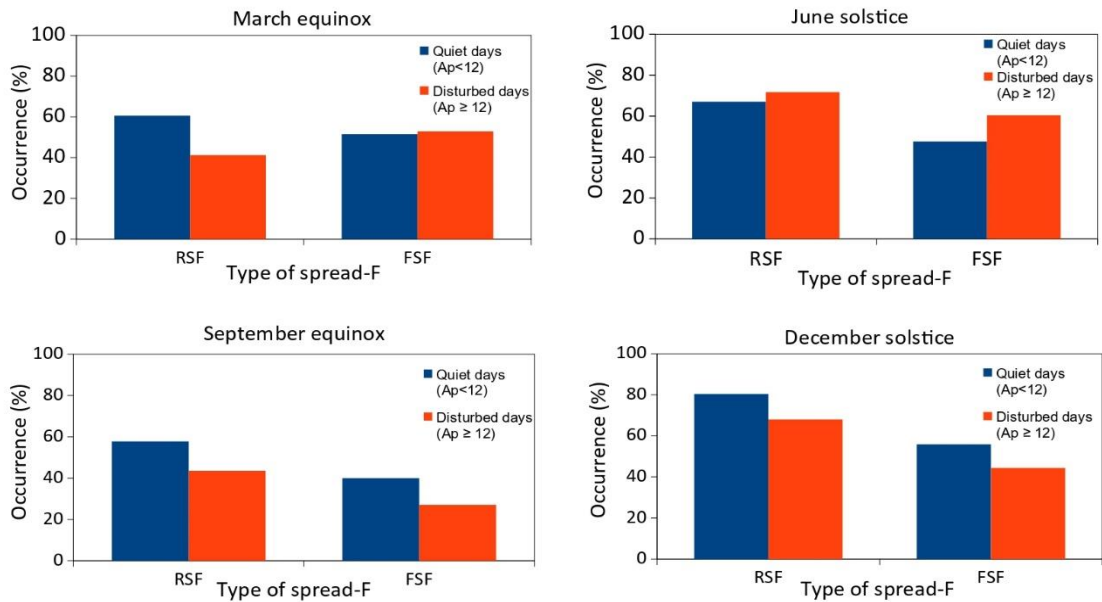 March equinox
100
80
60
40
20
0
Occurrence (%)
Quiet days
(Ap<12)
Disturbed days
(Ap ≥ 12)
RSF
FSF
Type of spread-F
June solstice
100
80
60
40
20
0
Occurrence (%)
Quiet days
(Ap<12)
Disturbed days
(Ap ≥ 12)
RSF
FSF
Type of spread-F
September equinox
100
80
60
40
20
0
Occurrence (%)
Quiet days
(Ap<12)
Disturbed days
(Ap ≥ 12)
RSF
FSF
Type of spread-F
December solstice
100
80
60
40
20
0
Occurrence (%)
Quiet days
(Ap<12)
Disturbed days
(Ap ≥ 12)
RSF
FSF
Type of spread-F